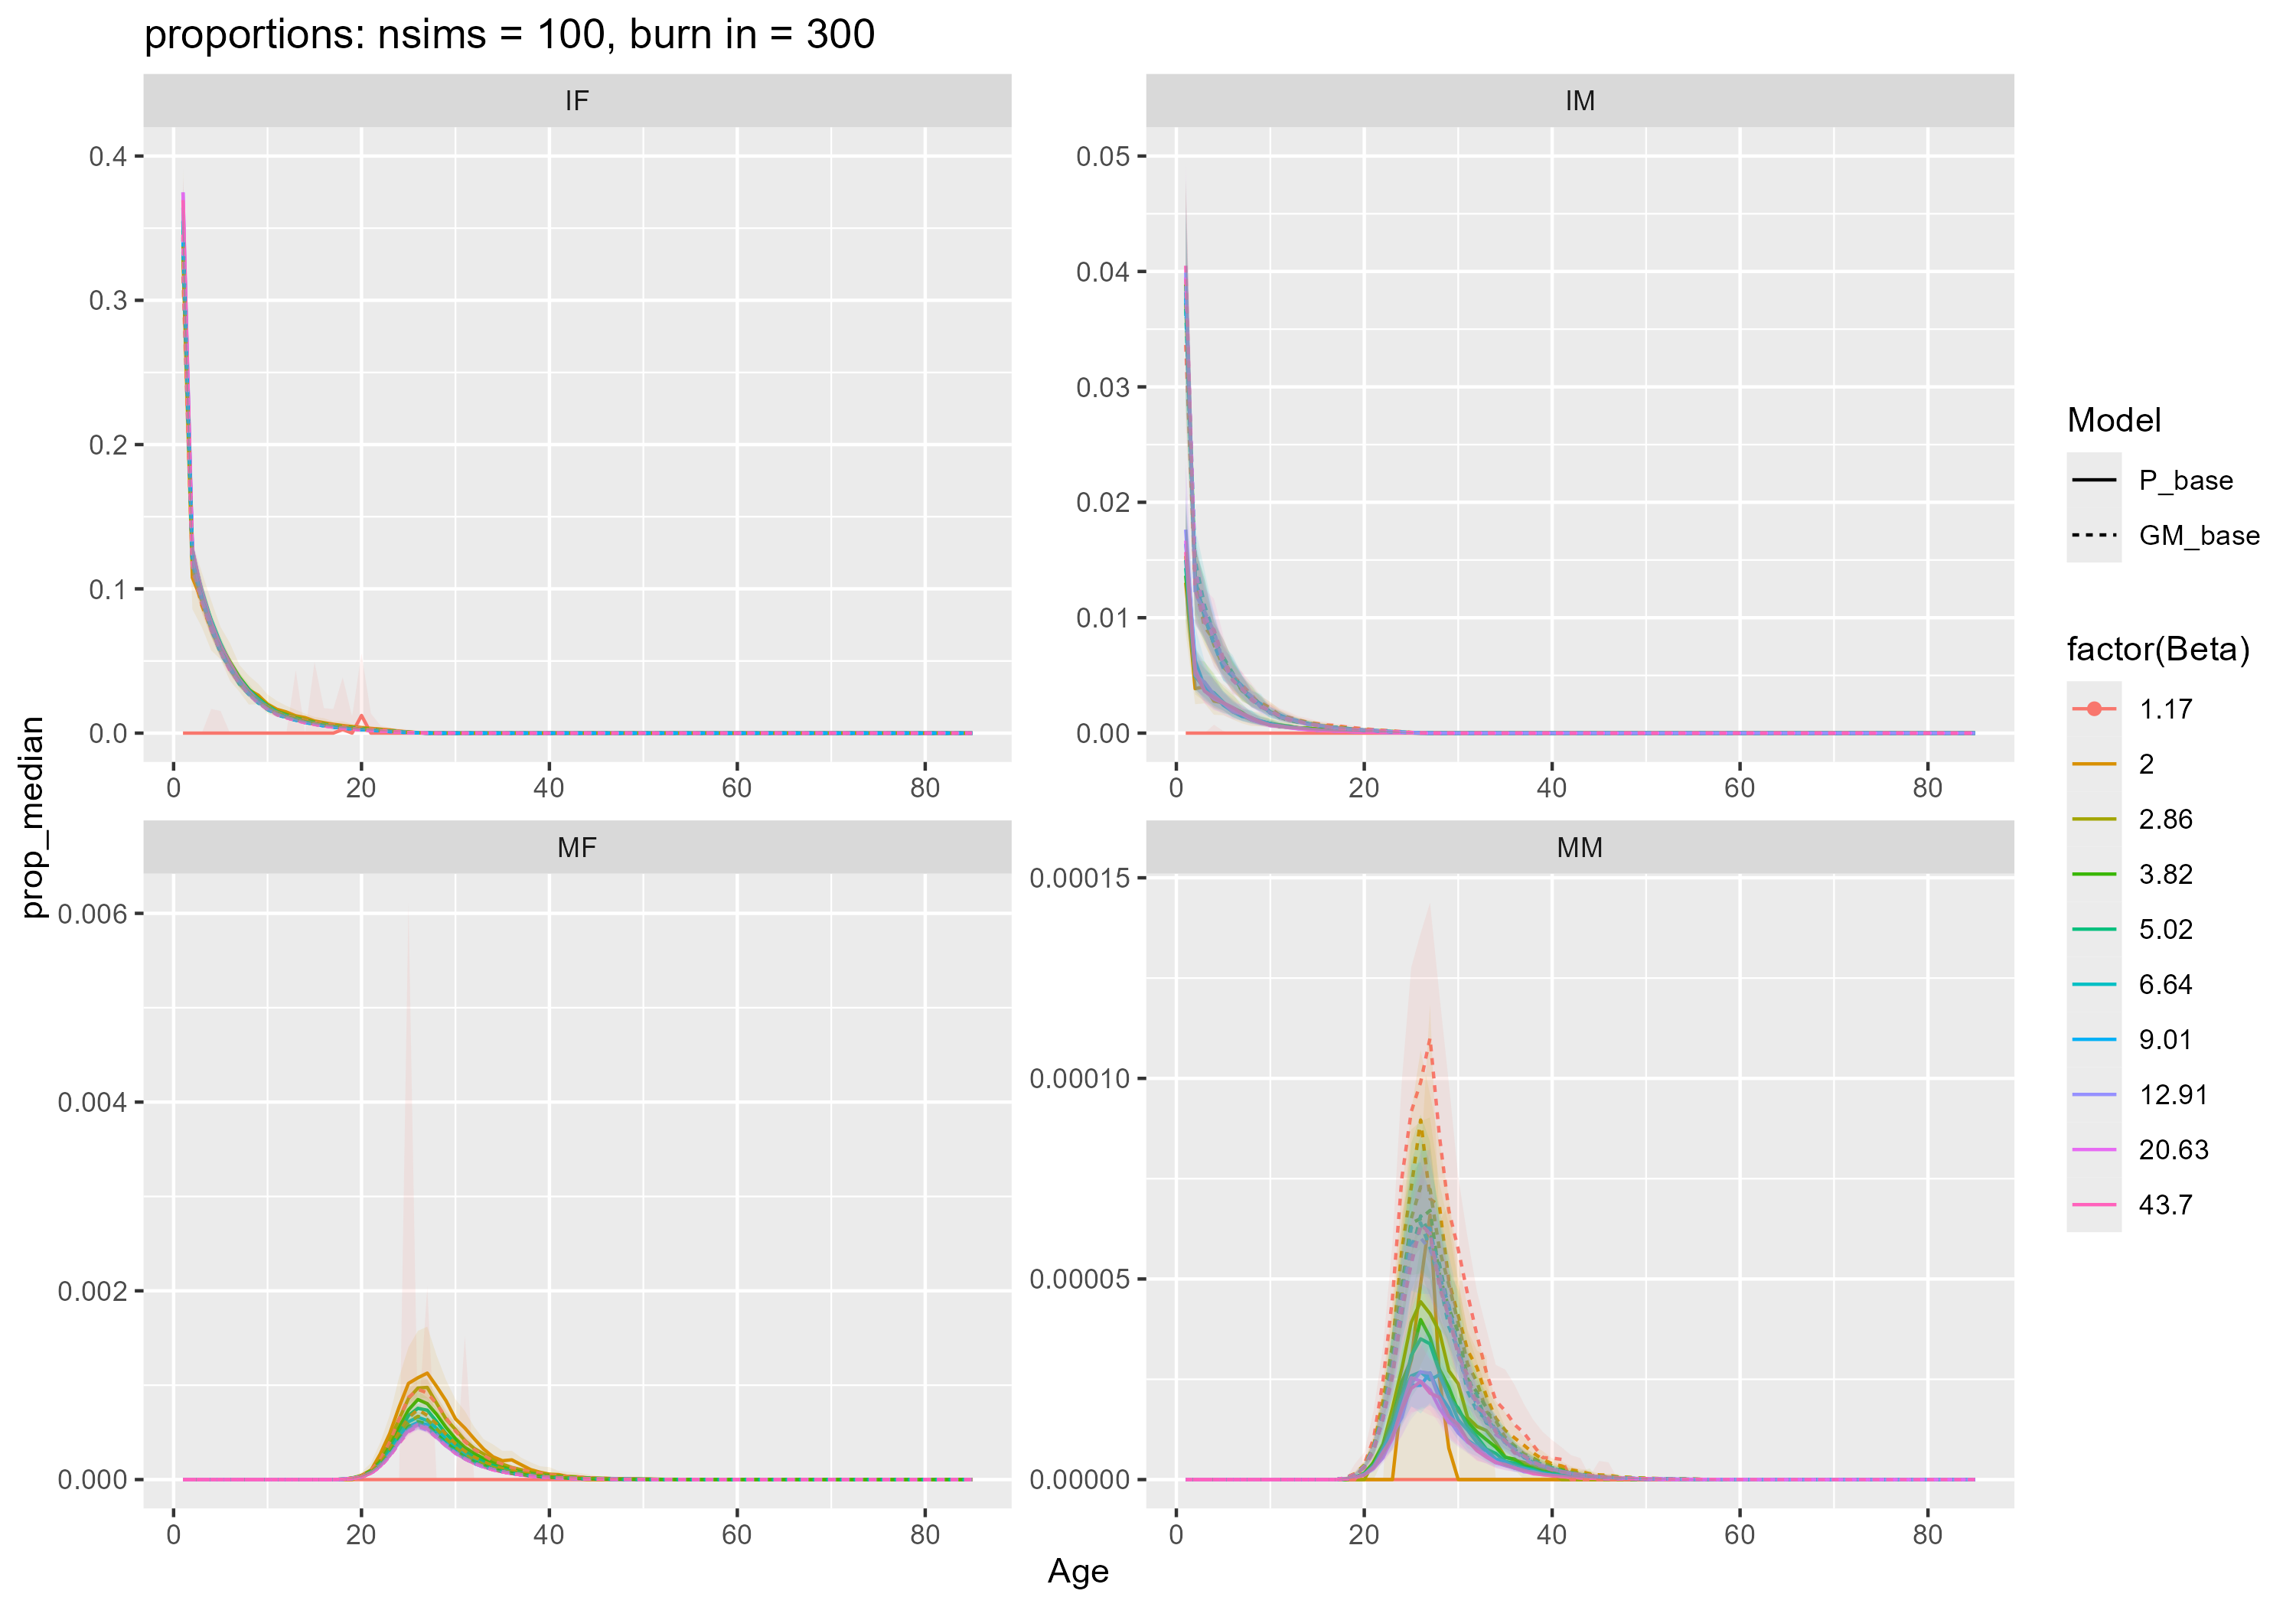 proportions: nsims = 100, burn in = 300
IF
IM
0.4
0.3
0.2
0.1
0.0
0.05
0.04
0.03
0.02
0.01
0.00
0 20 40 60 80
0 20 40 60 80
MF
MM
0.006
0.004
0.002
0.000
0.00015
0.00010
0.00005
0.00000
0 20 40 60 80
0 20 40 60 80
prop_median
Age
Model
P_base
GM_base
factor(Beta)
1.17
2
2.86
3.82
5.02
6.64
9.01
12.91
20.63
43.7